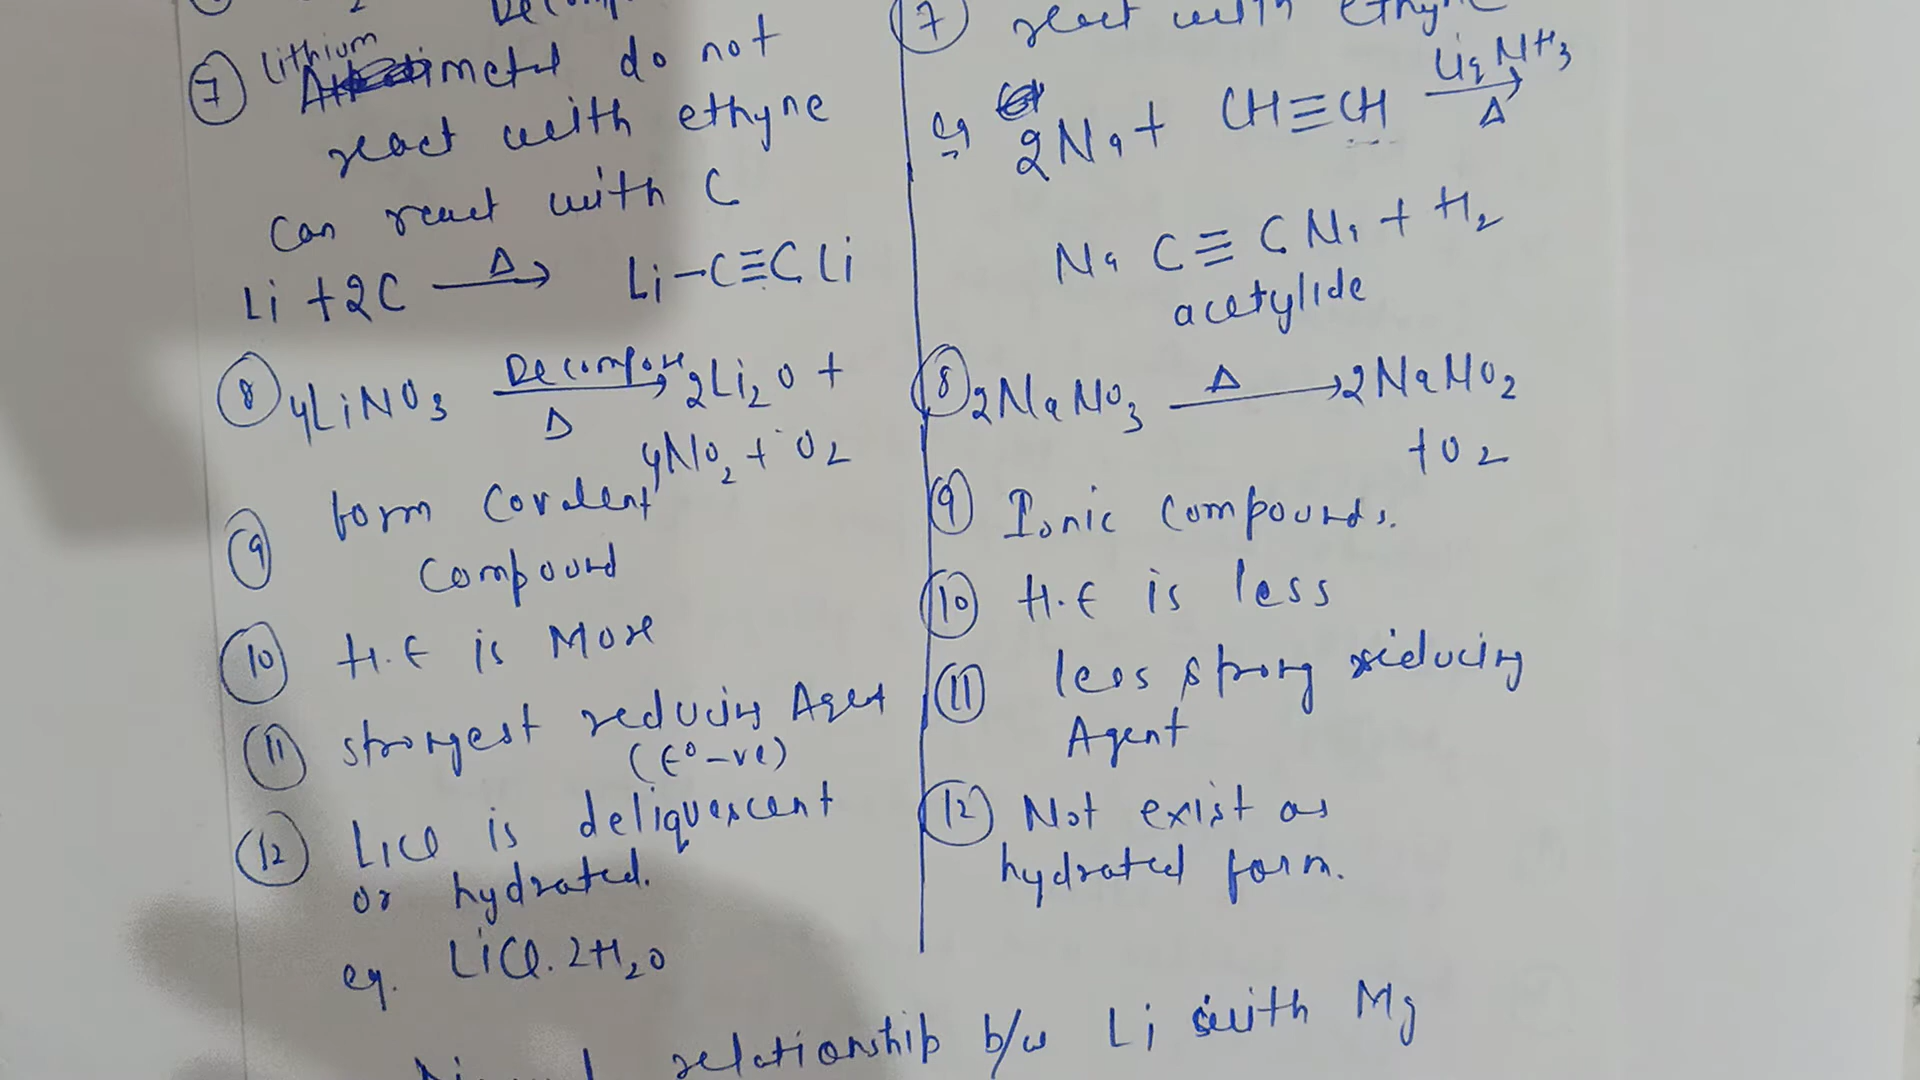 7 Lithium
metal do not
react with ethyne
can react with C
Li + 2C →Δ Li-C≡CLi
8 4LiNO3 Decompose →Δ 2Li2O +
4NO2 + O2
9 form Covalent
Compound
10 H.E is More
11 strongest reducing Agent
(E° -ve)
12 LiCl is deliquescent
or hydrated.
eg. LiCl.2H2O
7 react with ethyne
eg 2Na + CH≡CH Liq NH3 →Δ
Na C≡CNa + H2
acetylide
8 2NaNO3 →Δ 2NaNO2
+O2
9 Ionic Compounds.
10 H.E is less
11 less strong reducing
Agent
12 Not exist as
hydrated form.
relationship b/w Li with Mg